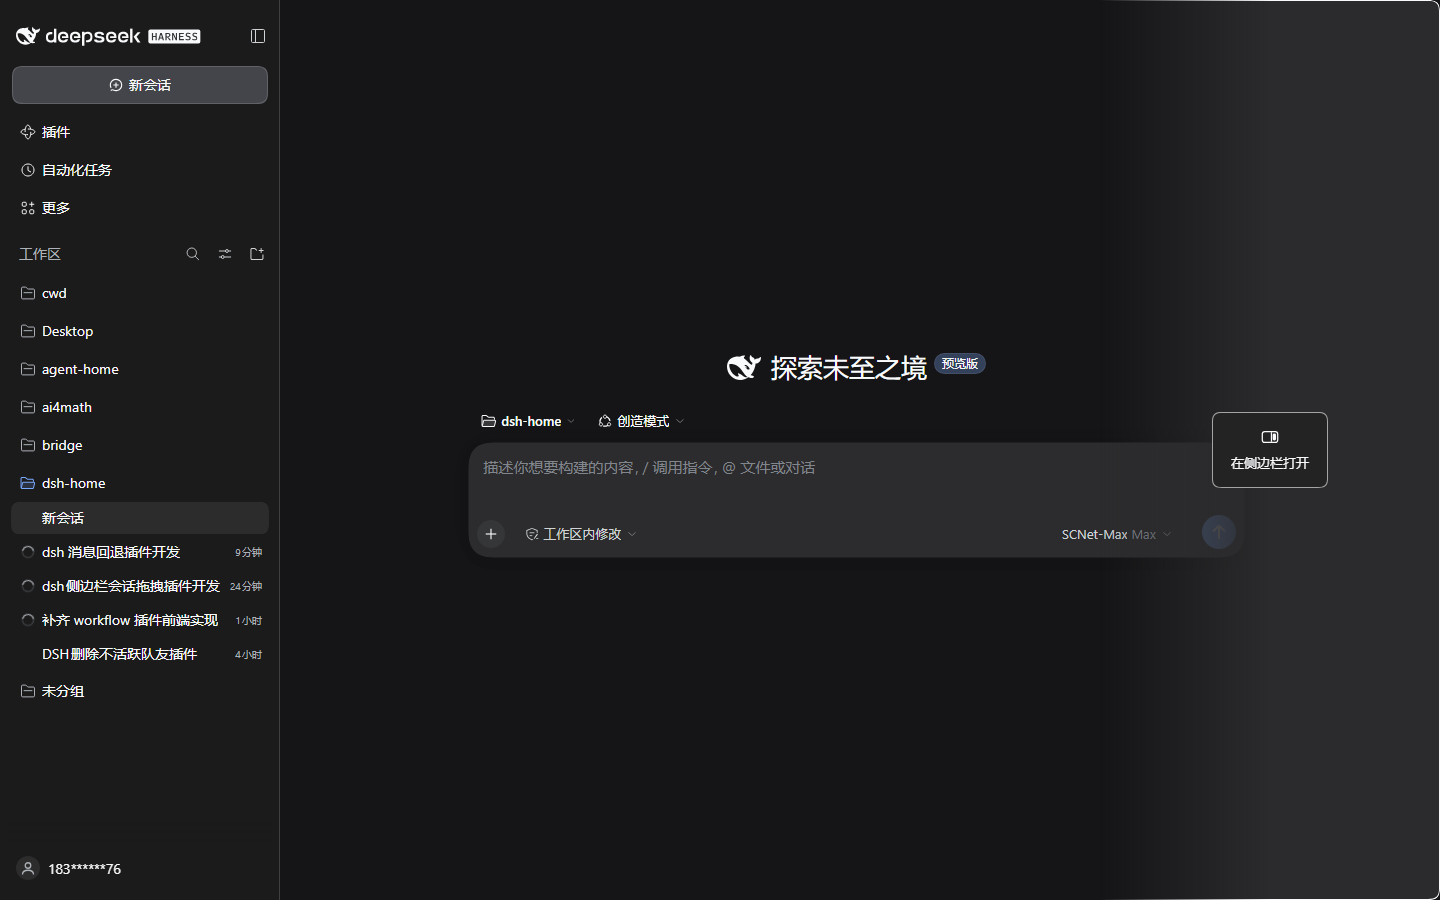 deepseek HARNESS
新会话
插件
自动化任务
更多
工作区
cwd
Desktop
agent-home
ai4math
bridge
dsh-home
新会话
dsh 消息回退插件开发 9分钟
dsh侧边栏会话拖拽插件开发 24分钟
补齐 workflow 插件前端实现 1小时
DSH删除不活跃队友插件 4小时
未分组
183******76
探索未至之境 预览版
dsh-home 创造模式
描述你想要构建的内容, / 调用指令, @ 文件或对话
工作区内修改 SCNet-Max Max
在侧边栏打开